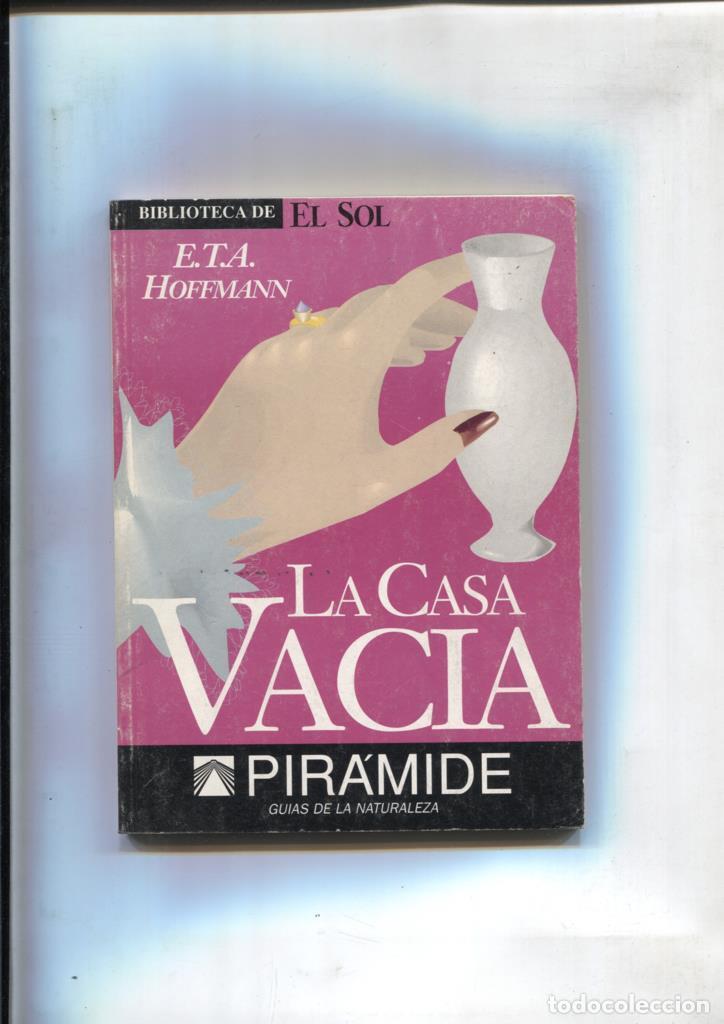 BIBLIOTECA DE EL SOL
E.T.A.
HOFFMANN
LA CASA
VACIA
PIRÁMIDE
GUIAS DE LA NATURALEZA
todocoleccion